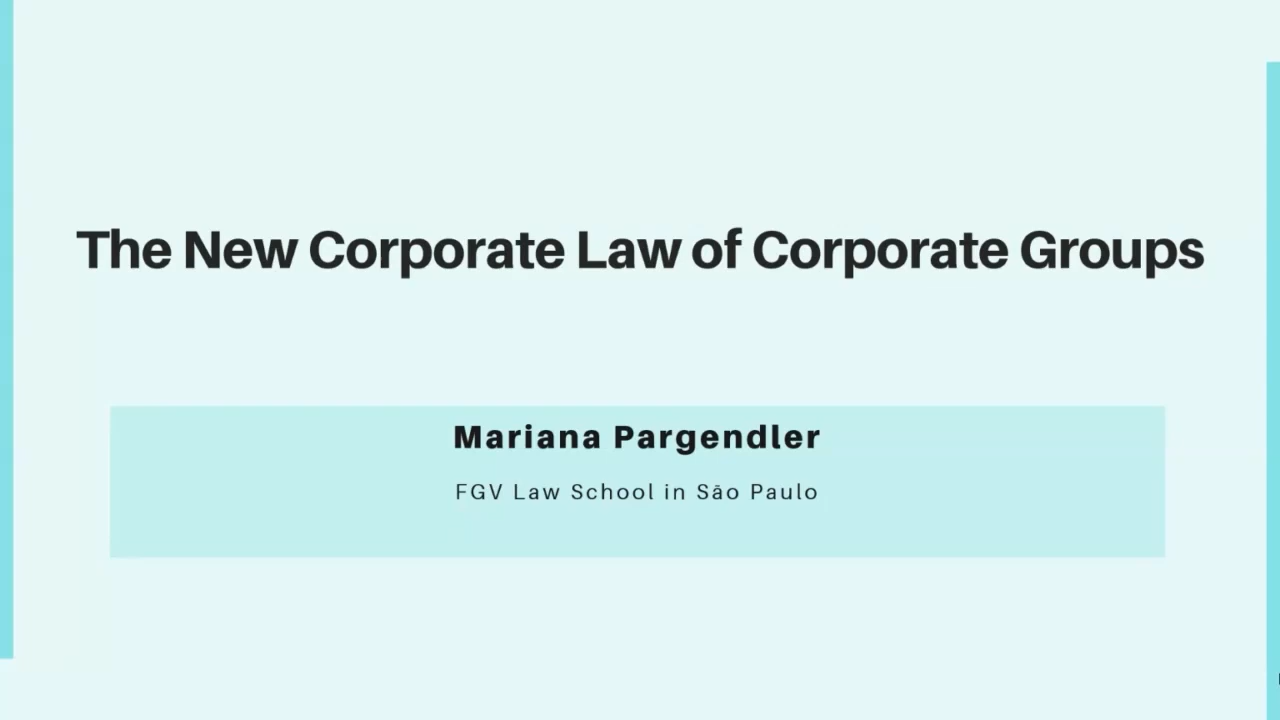 The New Corporate Law of Corporate Groups
Mariana Pargendler
FGV Law School in São Paulo